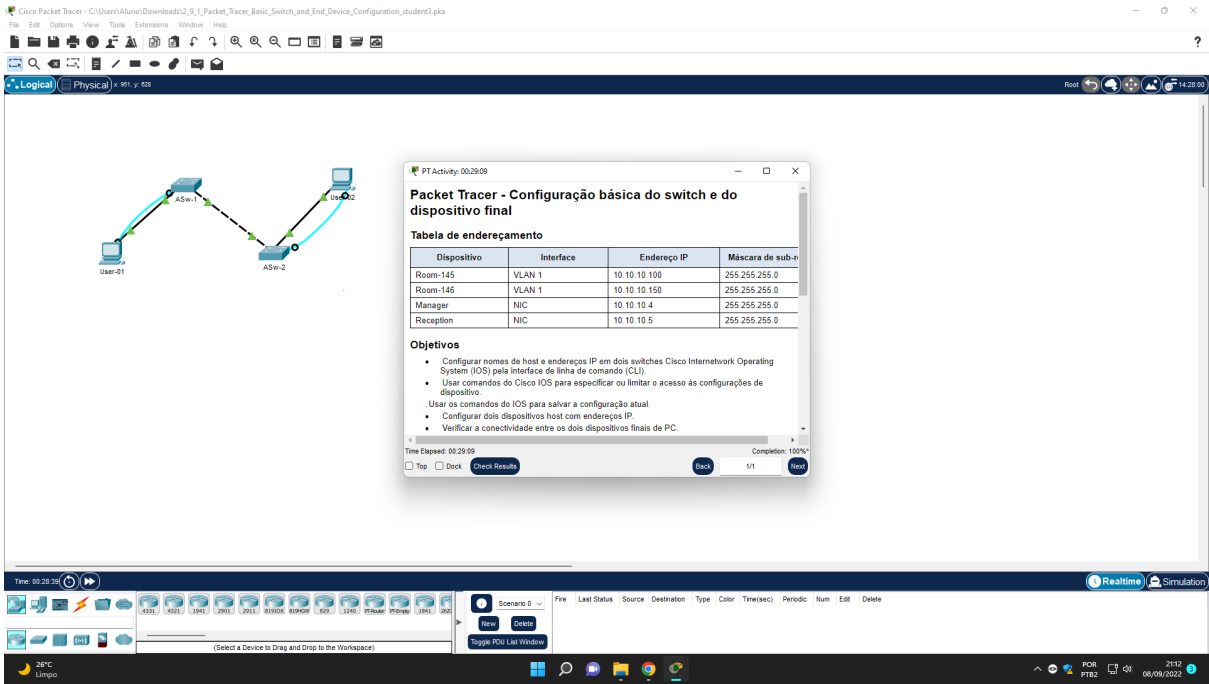 Cisco Packet Tracer - C:\Users\Aluno\Downloads\2_9_1_Packet_Tracer_Basic_Switch_and_End_Device_Configuration_student3.pka
File Edit Options View Tools Extensions Window Help
?
Logical Physical x: 951, y: 628
Root 14:28:00
ASw-1
User-02
User-01
ASw-2
PT Activity: 00:29:09
Packet Tracer - Configuração básica do switch e do
dispositivo final
Tabela de endereçamento
Dispositivo Interface Endereço IP Máscara de sub-r
Room-145 VLAN 1 10.10.10.100 255.255.255.0
Room-146 VLAN 1 10.10.10.150 255.255.255.0
Manager NIC 10.10.10.4 255.255.255.0
Reception NIC 10.10.10.5 255.255.255.0
Objetivos
• Configurar nomes de host e endereços IP em dois switches Cisco Internetwork Operating
System (IOS) pela interface de linha de comando (CLI).
• Usar comandos do Cisco IOS para especificar ou limitar o acesso às configurações de
dispositivo.
. Usar os comandos do IOS para salvar a configuração atual.
• Configurar dois dispositivos host com endereços IP.
• Verificar a conectividade entre os dois dispositivos finais de PC.
Time Elapsed: 00:29:09 Completion: 100%*
Top Dock Check Results Back 1/1 Next
Time: 00:28:39
Realtime Simulation
4331 4321 1941 2901 2911 819IOX 819HGW 829 1240 PT-Router PT-Empty 1841 262
(Select a Device to Drag and Drop to the Workspace)
Scenario 0
New Delete
Toggle PDU List Window
Fire Last Status Source Destination Type Color Time(sec) Periodic Num Edit Delete
26°C
Limpo
POR
PTB2
21:12
08/09/2022
3